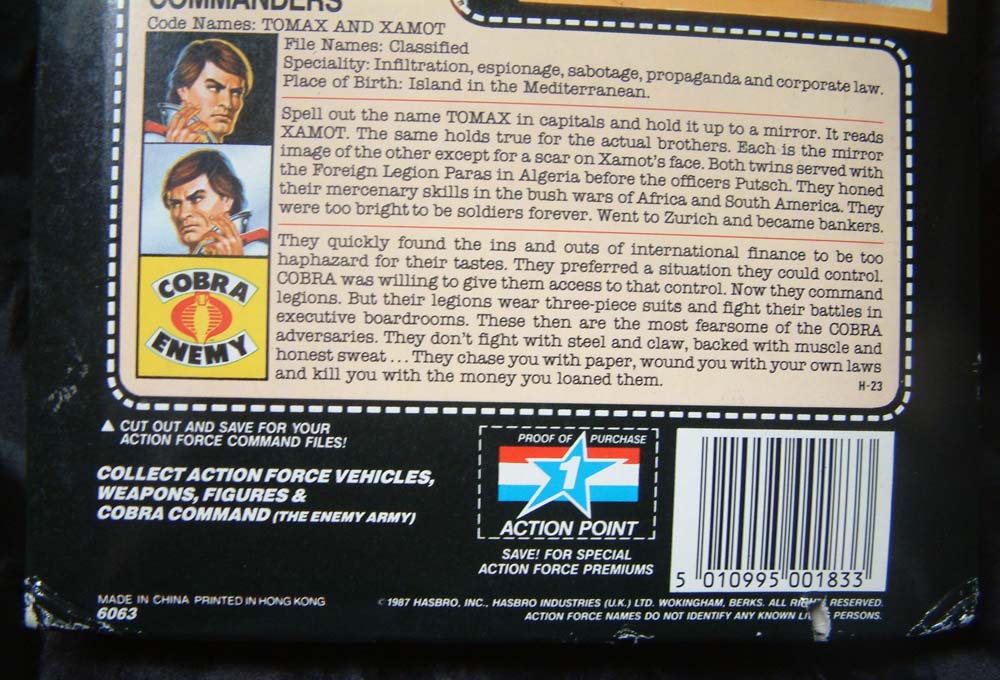 COMMANDERS
Code Names: TOMAX AND XAMOT
File Names: Classified
Speciality: Infiltration, espionage, sabotage, propaganda and corporate law.
Place of Birth: Island in the Mediterranean.
Spell out the name TOMAX in capitals and hold it up to a mirror. It reads
XAMOT. The same holds true for the actual brothers. Each is the mirror
image of the other except for a scar on Xamot's face. Both twins served with
the Foreign Legion Paras in Algeria before the officers Putsch. They honed
their mercenary skills in the bush wars of Africa and South America. They
were too bright to be soldiers forever. Went to Zurich and became bankers.
They quickly found the ins and outs of international finance to be too
haphazard for their tastes. They preferred a situation they could control.
COBRA was willing to give them access to that control. Now they command
legions. But their legions wear three-piece suits and fight their battles in
executive boardrooms. These then are the most fearsome of the COBRA
adversaries. They don't fight with steel and claw, backed with muscle and
honest sweat ... They chase you with paper, wound you with your own laws
and kill you with the money you loaned them.
H-23
COBRA
ENEMY
▲ CUT OUT AND SAVE FOR YOUR
ACTION FORCE COMMAND FILES!
COLLECT ACTION FORCE VEHICLES,
WEAPONS, FIGURES &
COBRA COMMAND (THE ENEMY ARMY)
PROOF OF PURCHASE
1
ACTION POINT
SAVE! FOR SPECIAL
ACTION FORCE PREMIUMS
5 010995 001833
MADE IN CHINA PRINTED IN HONG KONG
6063
© 1987 HASBRO, INC., HASBRO INDUSTRIES (U.K.) LTD. WOKINGHAM, BERKS. ALL RESERVED.
ACTION FORCE NAMES DO NOT IDENTIFY ANY KNOWN PERSONS.